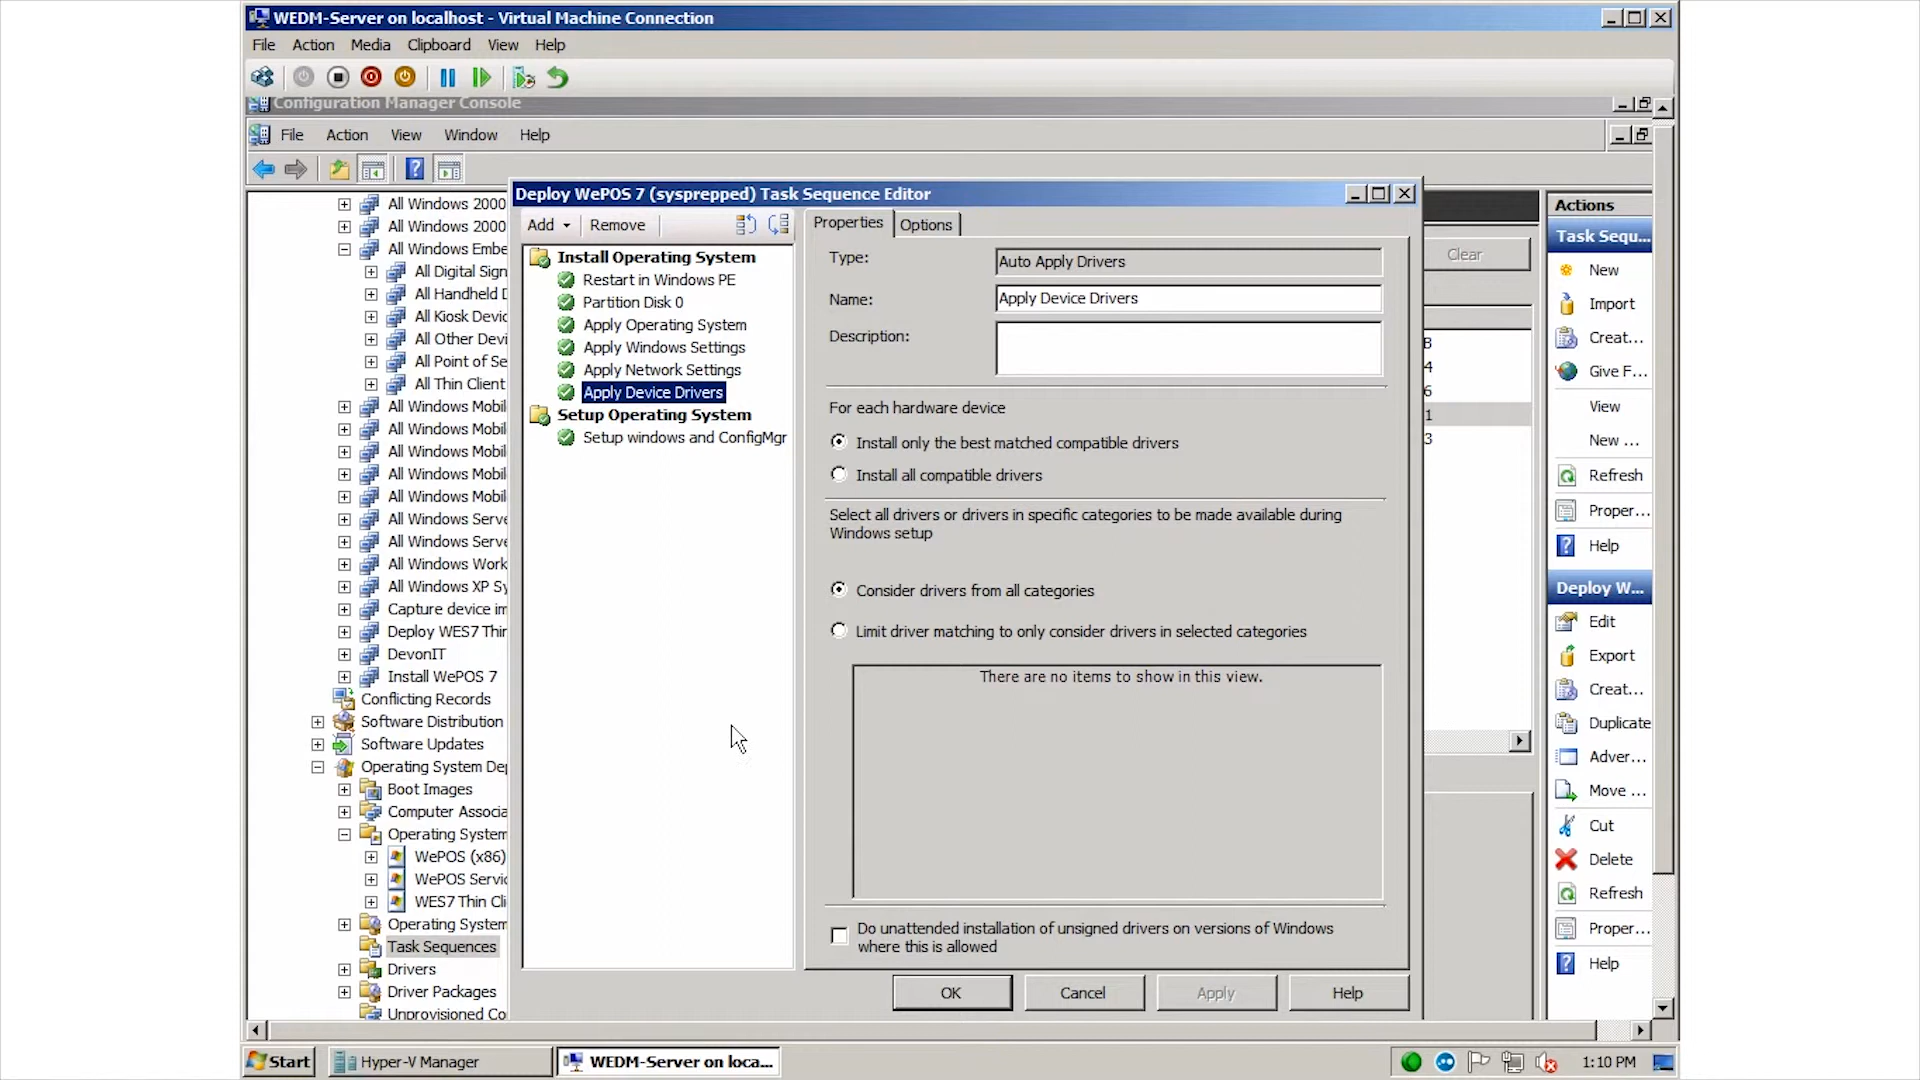 WEDM-Server on localhost - Virtual Machine Connection
File Action Media Clipboard View Help
Configuration Manager Console
File Action View Window Help
All Windows 2000
All Windows 2000
All Windows Embe
All Digital Sign
All Handheld D
All Kiosk Devic
All Other Devi
All Point of Se
All Thin Client
All Windows Mobil
All Windows Mobil
All Windows Mobil
All Windows Mobil
All Windows Mobil
All Windows Serve
All Windows Serve
All Windows Work
All Windows XP Sy
Capture device im
Deploy WES7 Thin
DevonIT
Install WePOS 7
Conflicting Records
Software Distribution
Software Updates
Operating System Dep
Boot Images
Computer Associa
Operating System
WePOS (x86)
WePOS Servic
WES7 Thin Cli
Operating System
Task Sequences
Drivers
Driver Packages
Unprovisioned Co
Deploy WePOS 7 (sysprepped) Task Sequence Editor
Add Remove
Install Operating System
Restart in Windows PE
Partition Disk 0
Apply Operating System
Apply Windows Settings
Apply Network Settings
Apply Device Drivers
Setup Operating System
Setup windows and ConfigMgr
Properties Options
Type: Auto Apply Drivers
Name: Apply Device Drivers
Description:
For each hardware device
Install only the best matched compatible drivers
Install all compatible drivers
Select all drivers or drivers in specific categories to be made available during
Windows setup
Consider drivers from all categories
Limit driver matching to only consider drivers in selected categories
There are no items to show in this view.
Do unattended installation of unsigned drivers on versions of Windows
where this is allowed
OK Cancel Apply Help
Clear
8
4
6
1
3
Actions
Task Sequ...
New
Import
Creat...
Give F...
View
New ...
Refresh
Proper...
Help
Deploy W...
Edit
Export
Creat...
Duplicate
Adver...
Move ...
Cut
Delete
Refresh
Proper...
Help
Start Hyper-V Manager WEDM-Server on loca... 1:10 PM